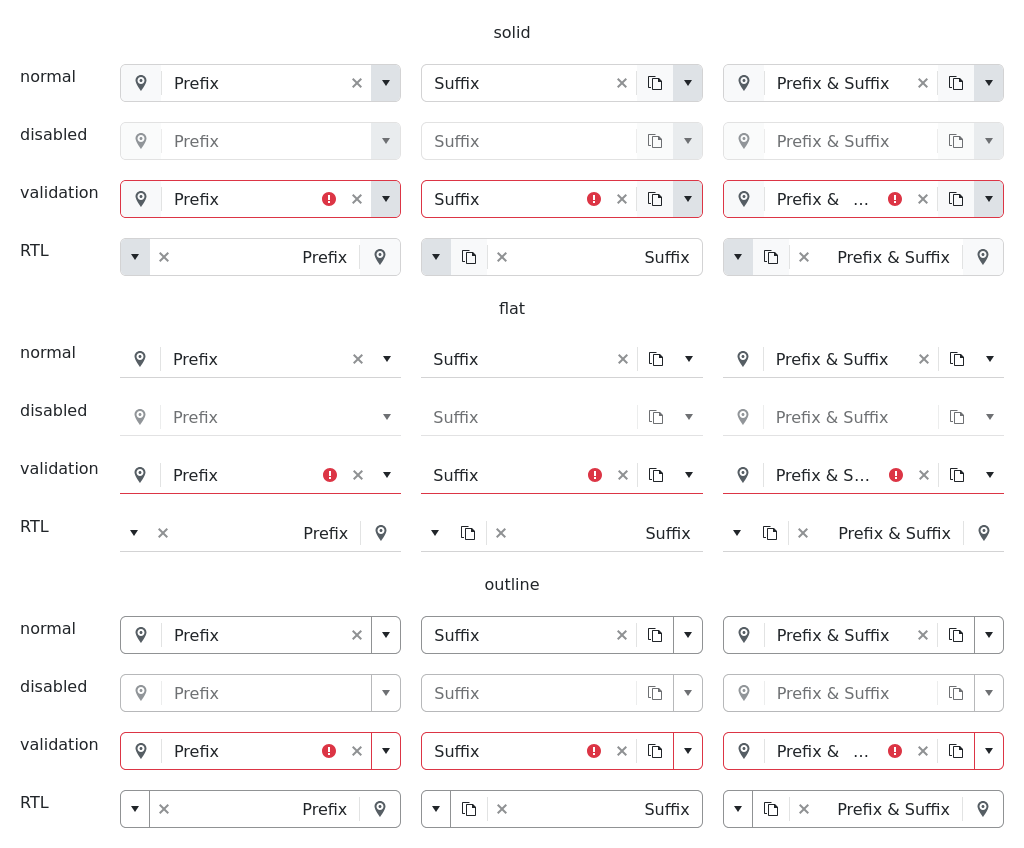 solid
normal Prefix Suffix Prefix & Suffix
disabled Prefix Suffix Prefix & Suffix
validation Prefix Suffix Prefix & ...
RTL Prefix Suffix Prefix & Suffix
flat
normal Prefix Suffix Prefix & Suffix
disabled Prefix Suffix Prefix & Suffix
validation Prefix Suffix Prefix & S...
RTL Prefix Suffix Prefix & Suffix
outline
normal Prefix Suffix Prefix & Suffix
disabled Prefix Suffix Prefix & Suffix
validation Prefix Suffix Prefix & ...
RTL Prefix Suffix Prefix & Suffix